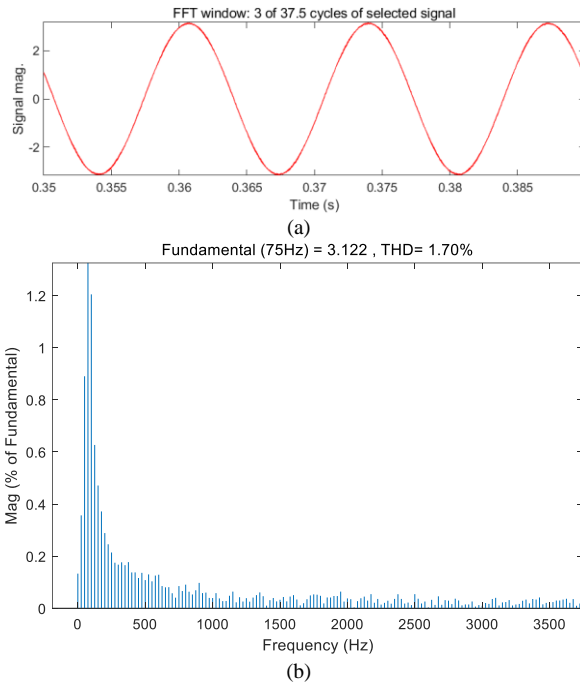 FFT window: 3 of 37.5 cycles of selected signal
2
0
-2
Signal mag.
0.35 0.355 0.36 0.365 0.37 0.375 0.38 0.385
Time (s)
(a)
Fundamental (75Hz) = 3.122 , THD= 1.70%
1.2
1
0.8
0.6
0.4
0.2
0
Mag (% of Fundamental)
0 500 1000 1500 2000 2500 3000 3500
Frequency (Hz)
(b)